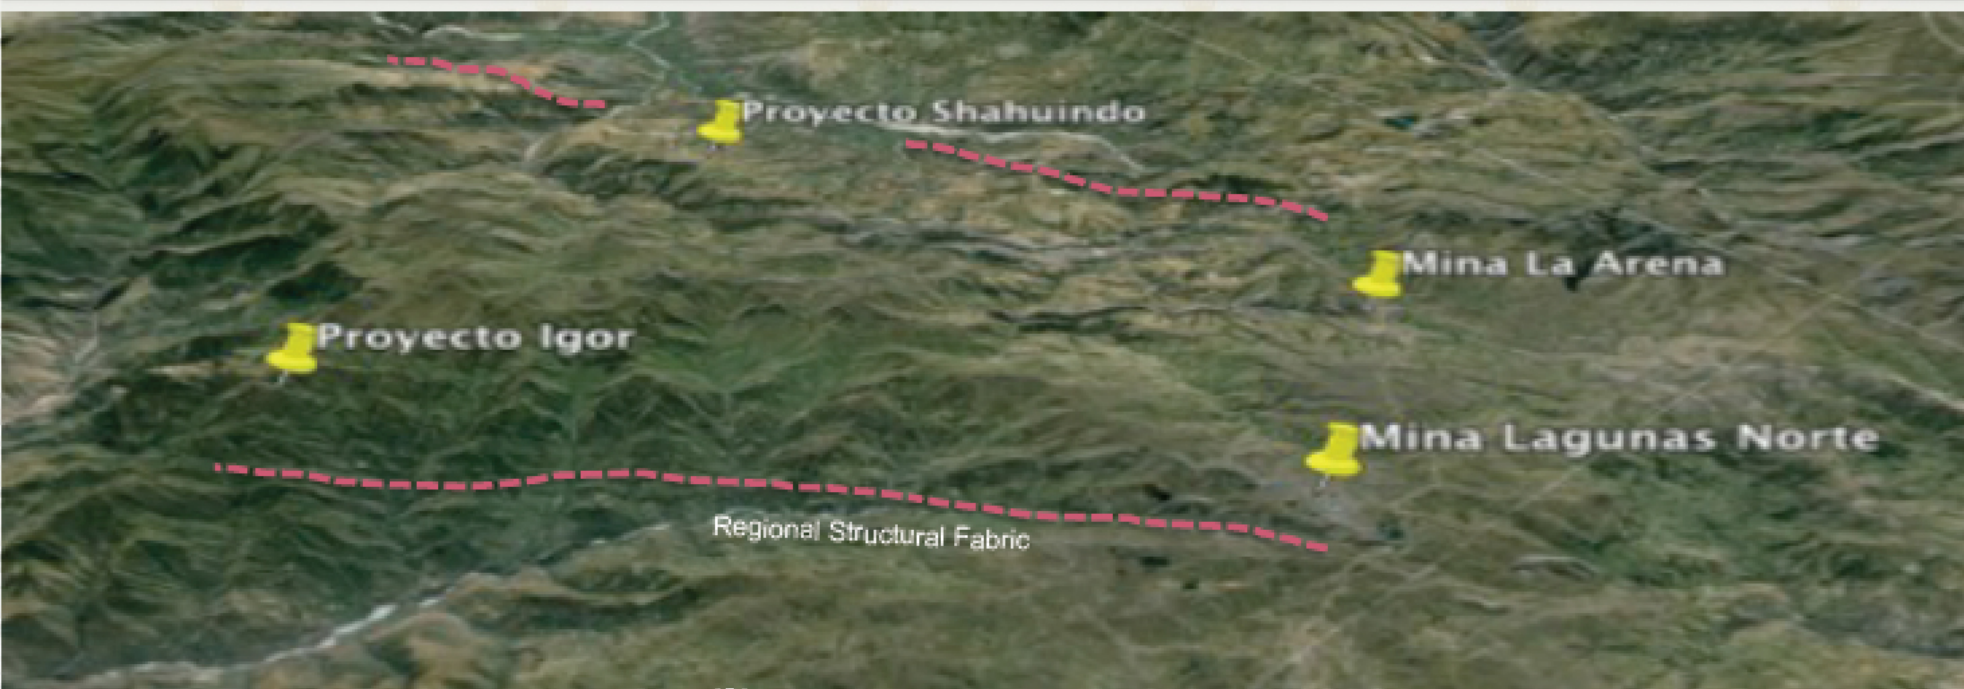 Proyecto Shahuindo
Mina La Arena
Proyecto Igor
Mina Lagunas Norte
Regional Structural Fabric